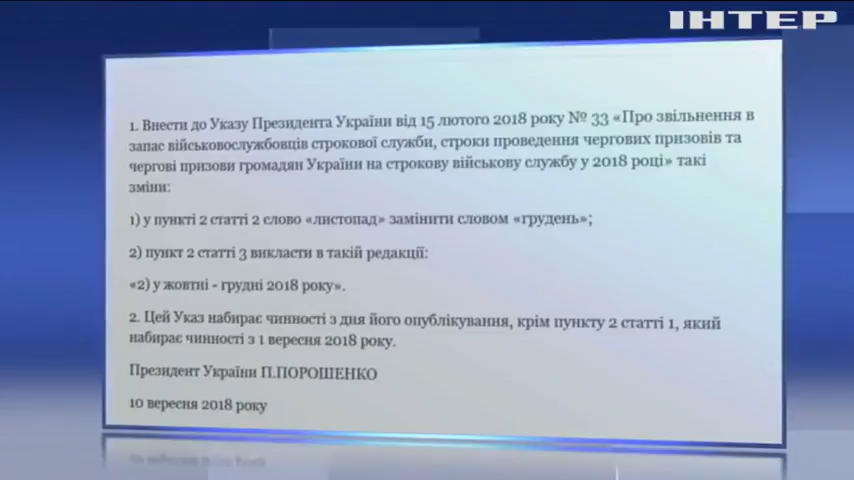 ІНТЕР
1. Внести до Указу Президента України від 15 лютого 2018 року № 33 «Про звільнення в
запас військовослужбовців строкової служби, строки проведення чергових призовів та
чергові призови громадян України на строкову військову службу у 2018 році» такі
зміни:
1) у пункті 2 статті 2 слово «листопад» замінити словом «грудень»;
2) пункт 2 статті 3 викласти в такій редакції:
«2) у жовтні - грудні 2018 року».
2. Цей Указ набирає чинності з дня його опублікування, крім пункту 2 статті 1, який
набирає чинності з 1 вересня 2018 року.
Президент України П.ПОРОШЕНКО
10 вересня 2018 року